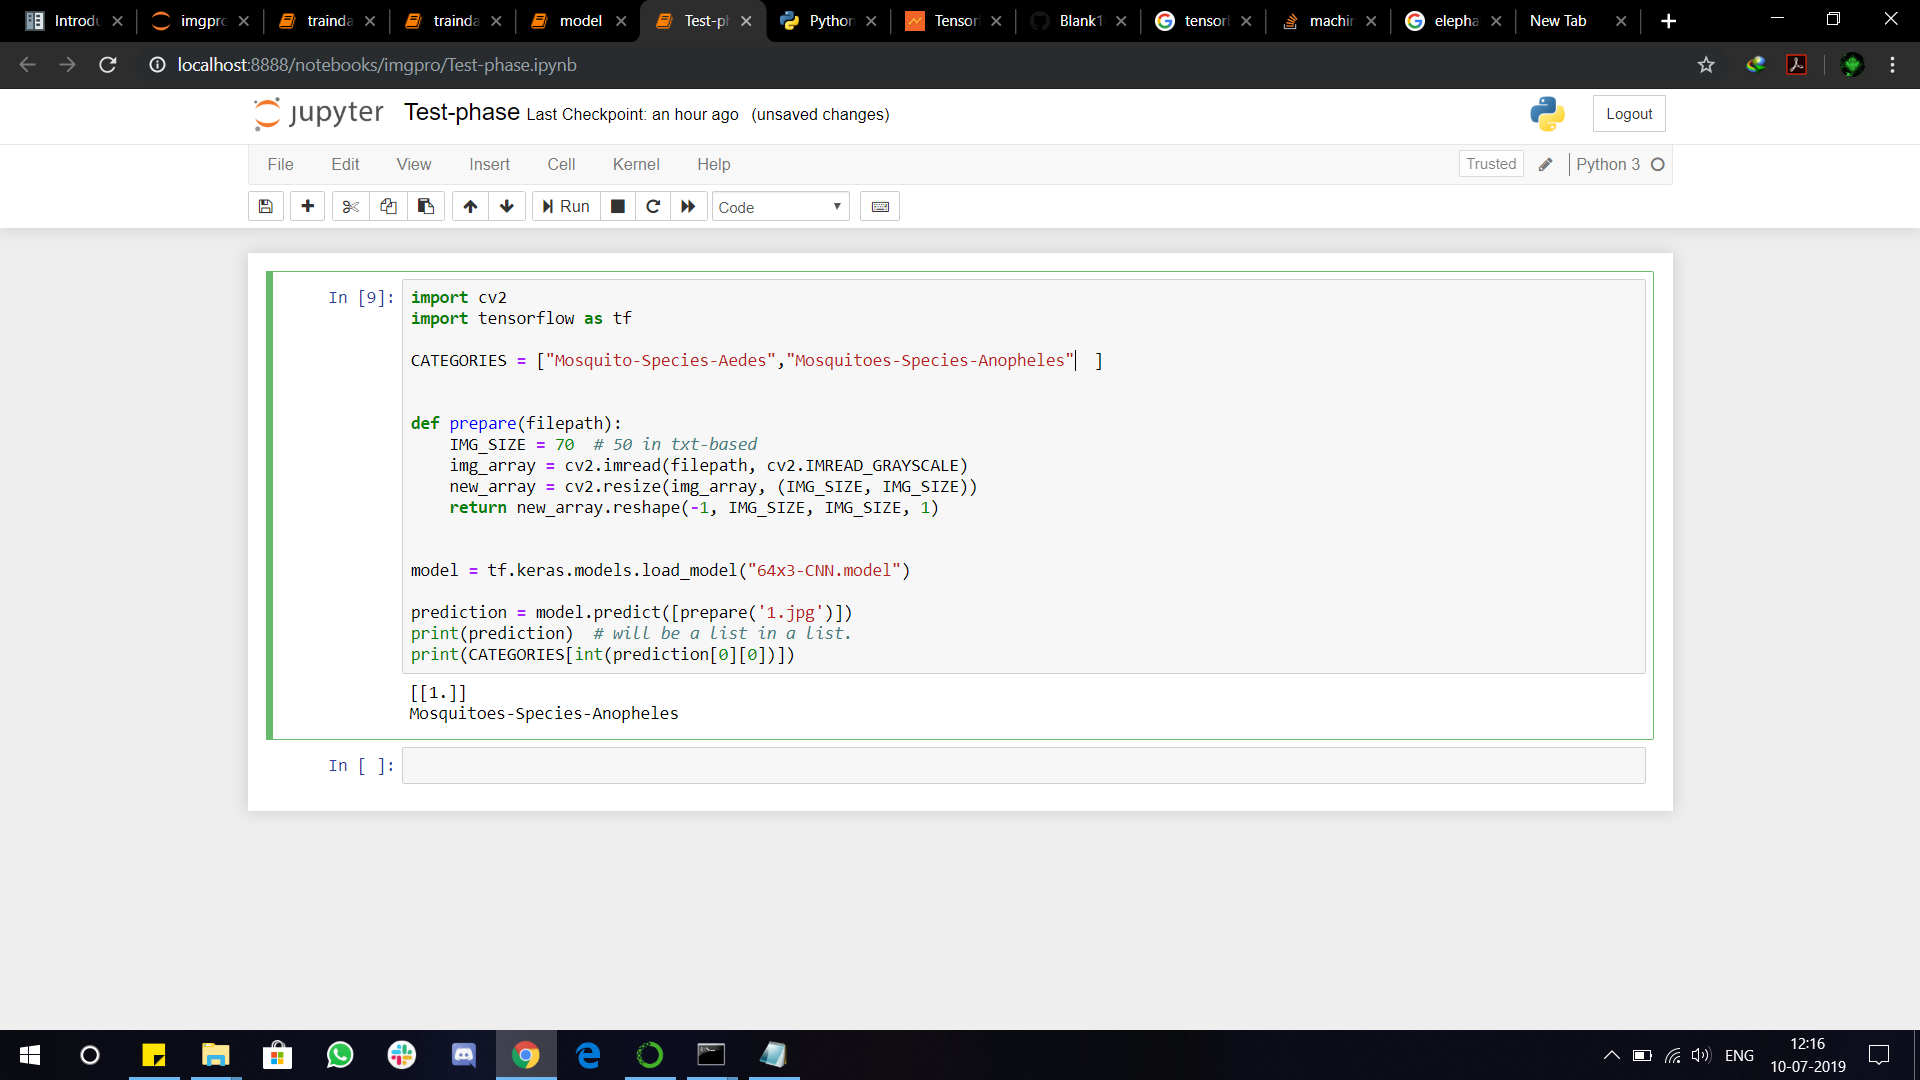 Introdu
imgpro
trainda
trainda
model
Test-ph
Python
Tensor
Blank1
tensorf
machin
elepha
New Tab
localhost:8888/notebooks/imgpro/Test-phase.ipynb
jupyter Test-phase Last Checkpoint: an hour ago (unsaved changes)
Logout
File Edit View Insert Cell Kernel Help
Trusted
Python 3
Run
Code
In [9]:
import cv2
import tensorflow as tf
CATEGORIES = ["Mosquito-Species-Aedes","Mosquitoes-Species-Anopheles" ]
def prepare(filepath):
    IMG_SIZE = 70  # 50 in txt-based
    img_array = cv2.imread(filepath, cv2.IMREAD_GRAYSCALE)
    new_array = cv2.resize(img_array, (IMG_SIZE, IMG_SIZE))
    return new_array.reshape(-1, IMG_SIZE, IMG_SIZE, 1)
model = tf.keras.models.load_model("64x3-CNN.model")
prediction = model.predict([prepare('1.jpg')])
print(prediction)  # will be a list in a list.
print(CATEGORIES[int(prediction[0][0])])
[[1.]]
Mosquitoes-Species-Anopheles
In [ ]:
ENG
12:16
10-07-2019